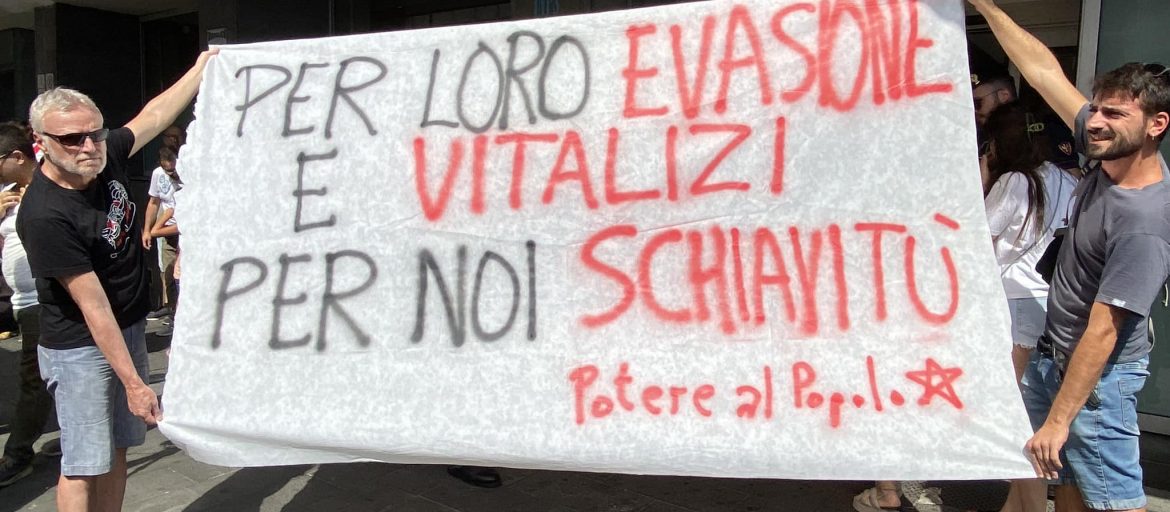 PER LORO EVASIONE
E VITALIZI
PER NOI SCHIAVITÙ
Potere al Popolo